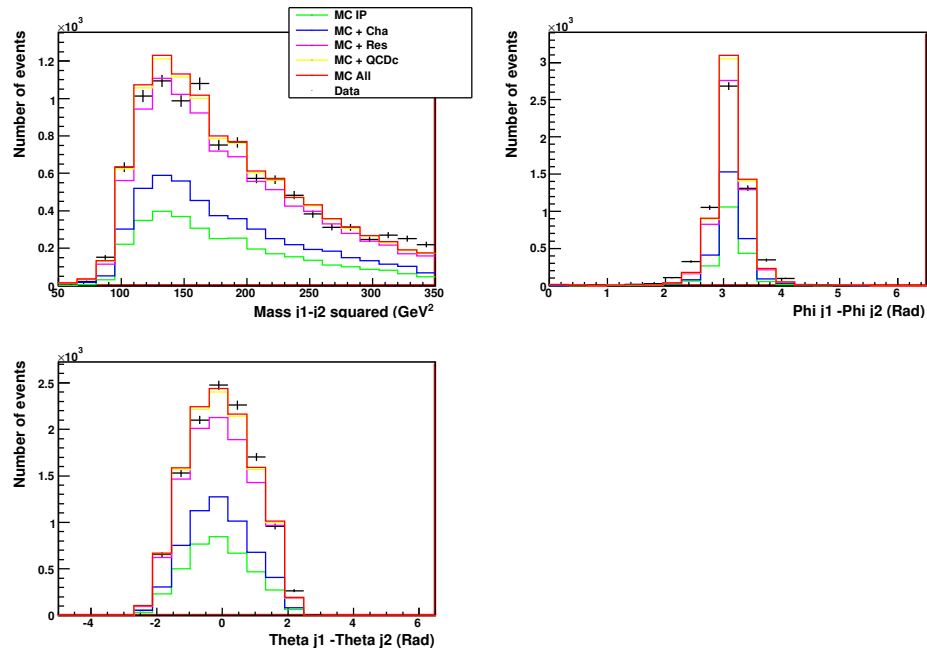 ×10³
Number of events
1.2
1
0.8
0.6
0.4
0.2
0
50 100 150 200 250 300 350
Mass j1-j2 squared (GeV²
MC IP
MC + Cha
MC + Res
MC + QCDc
MC All
Data
×10³
Number of events
3.5
3
2.5
2
1.5
1
0.5
0
0 1 2 3 4 5 6
Phi j1 -Phi j2 (Rad)
×10³
Number of events
2.5
2
1.5
1
0.5
0
-4 -2 0 2 4 6
Theta j1 -Theta j2 (Rad)